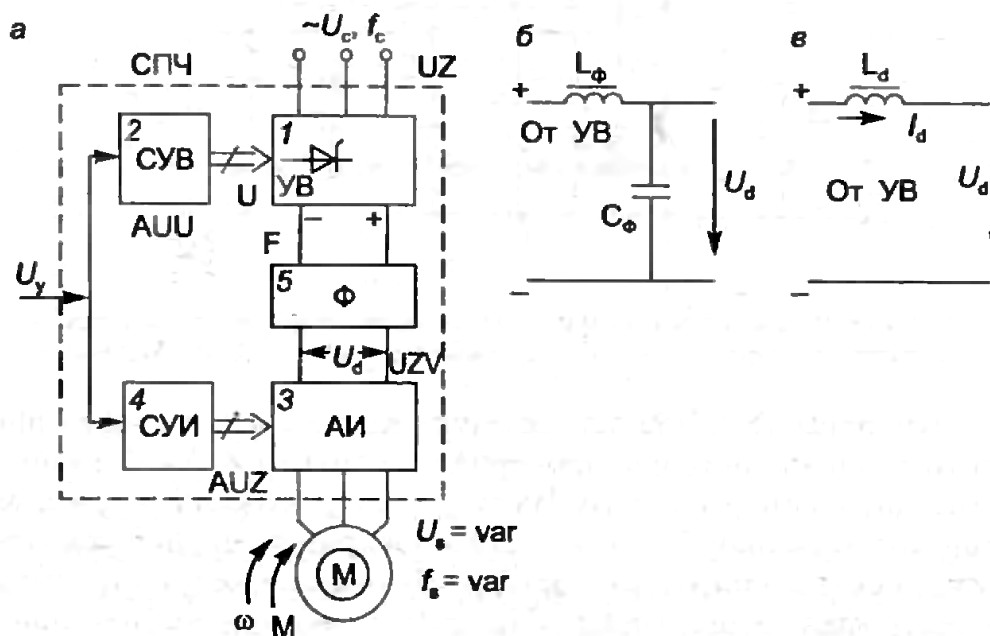 а
~U_c, f_c
СПЧ
UZ
2
СУВ
AUU
U
1
УВ
–
+
F
5
Ф
U_y
U_d
UZV
4
СУИ
AUZ
3
АИ
M
ω
M
U_s = var
f_s = var
б
L_ф
+
От УВ
C_ф
U_d
–
в
L_d
+
I_d
От УВ
U_d
–